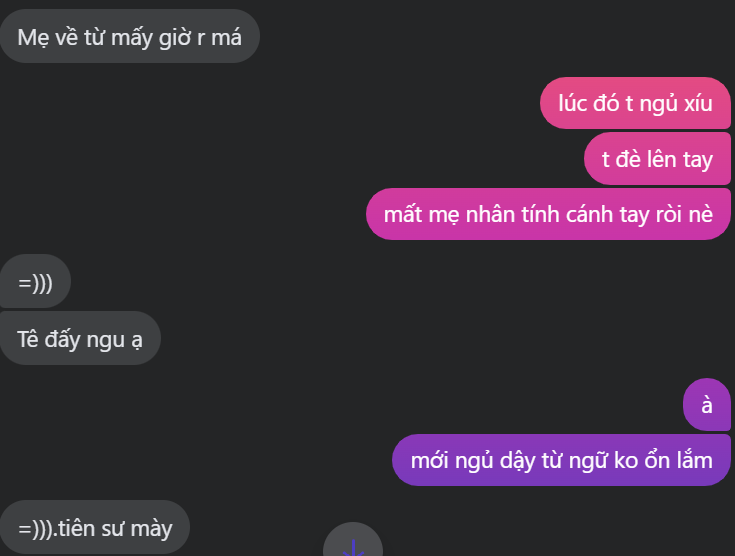 Mẹ về từ mấy giờ r má
lúc đó t ngủ xíu
t đè lên tay
mất mẹ nhân tính cánh tay ròi nè
=)))
Tê đấy ngu ạ
à
mới ngủ dậy từ ngữ ko ổn lắm
=))).tiên sư mày